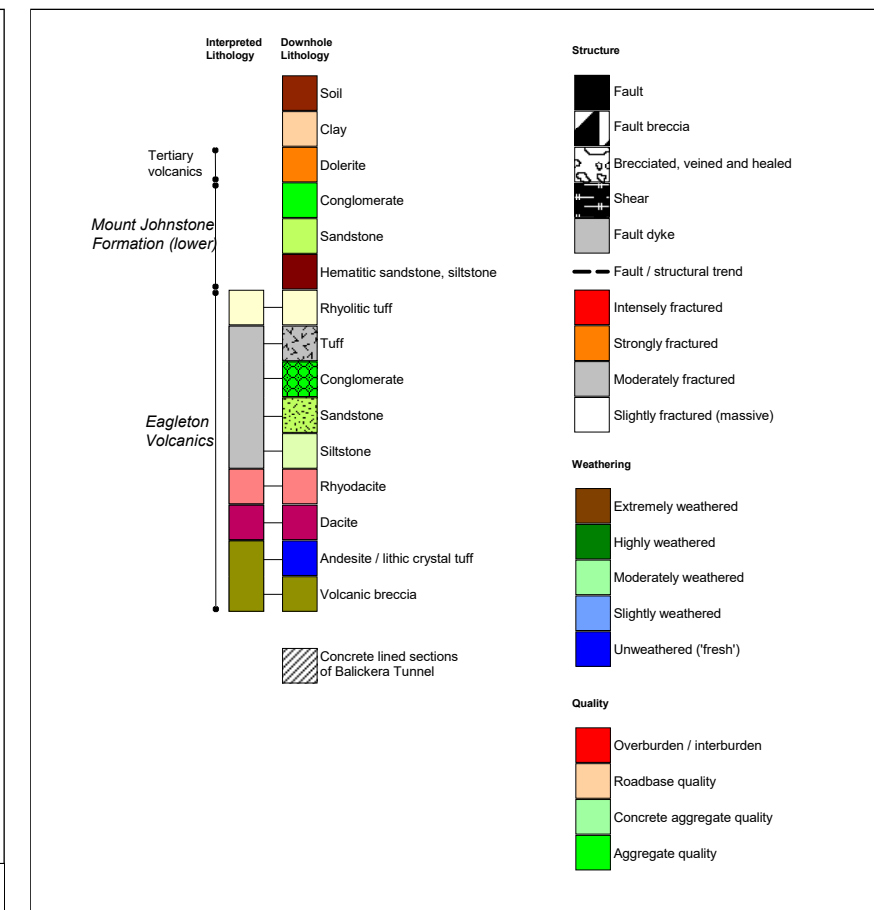 Interpreted
Lithology
Downhole
Lithology
Soil
Clay
Tertiary
volcanics
Dolerite
Mount Johnstone
Formation (lower)
Conglomerate
Sandstone
Hematitic sandstone, siltstone
Eagleton
Volcanics
Rhyolitic tuff
Tuff
Conglomerate
Sandstone
Siltstone
Rhyodacite
Dacite
Andesite / lithic crystal tuff
Volcanic breccia
Concrete lined sections
of Balickera Tunnel
Structure
Fault
Fault breccia
Brecciated, veined and healed
Shear
Fault dyke
Fault / structural trend
Intensely fractured
Strongly fractured
Moderately fractured
Slightly fractured (massive)
Weathering
Extremely weathered
Highly weathered
Moderately weathered
Slightly weathered
Unweathered ('fresh')
Quality
Overburden / interburden
Roadbase quality
Concrete aggregate quality
Aggregate quality